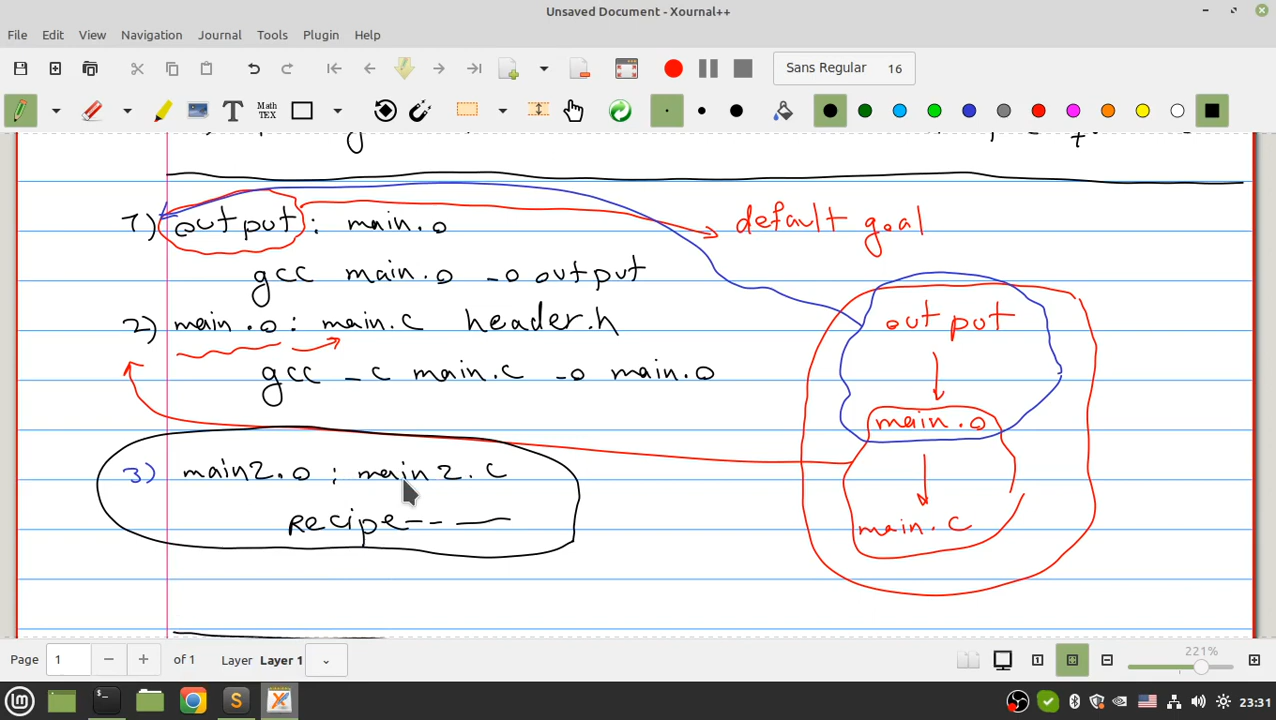 Unsaved Document - Xournal++
File Edit View Navigation Journal Tools Plugin Help
Sans Regular 16
T Math TEX
1) output : main.o
default goal
gcc main.o -o output
2) main.o : main.c header.h
output
gcc -c main.c -o main.o
main.o
3) main2.o : main2.c
Recipe-- —
main.c
Page 1 of 1 Layer Layer 1
221%
23:31